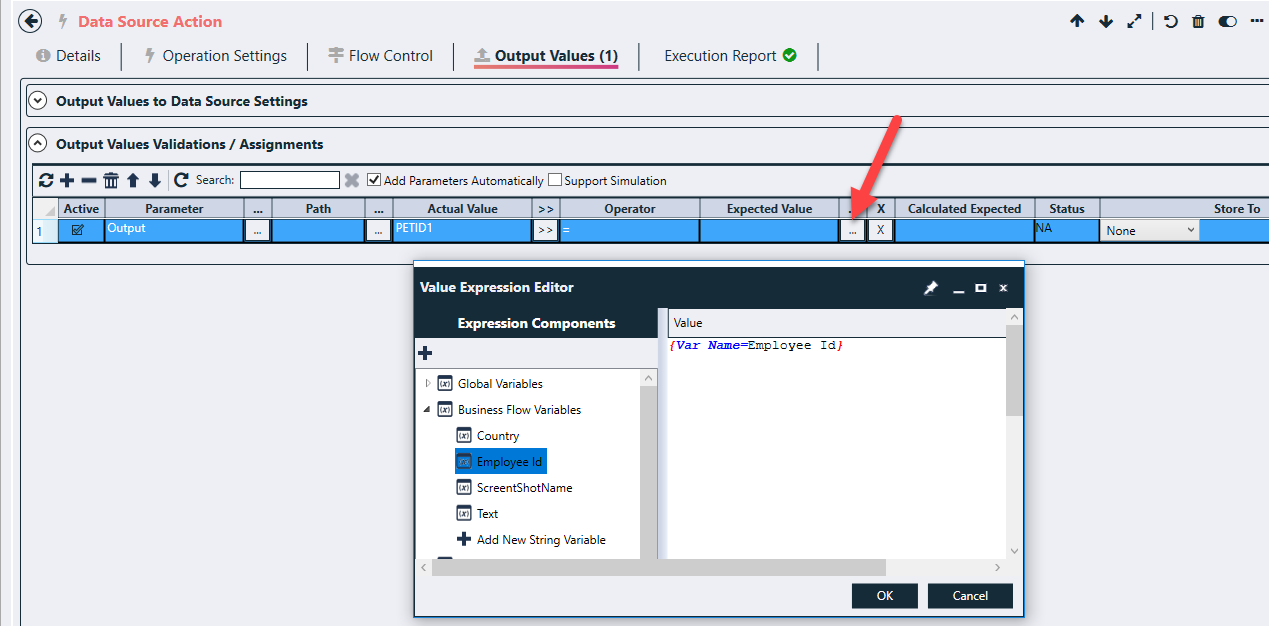 Data Source Action
Details Operation Settings Flow Control Output Values (1) Execution Report
Output Values to Data Source Settings
Output Values Validations / Assignments
Search: Add Parameters Automatically Support Simulation
Active Parameter ... Path ... Actual Value >> Operator Expected Value ... X Calculated Expected Status Store To
1 Output ... ... PETID1 >> = ... X NA None
Value Expression Editor
Expression Components
Value
{Var Name=Employee Id}
Global Variables
Business Flow Variables
Country
Employee Id
ScreentShotName
Text
Add New String Variable
OK Cancel